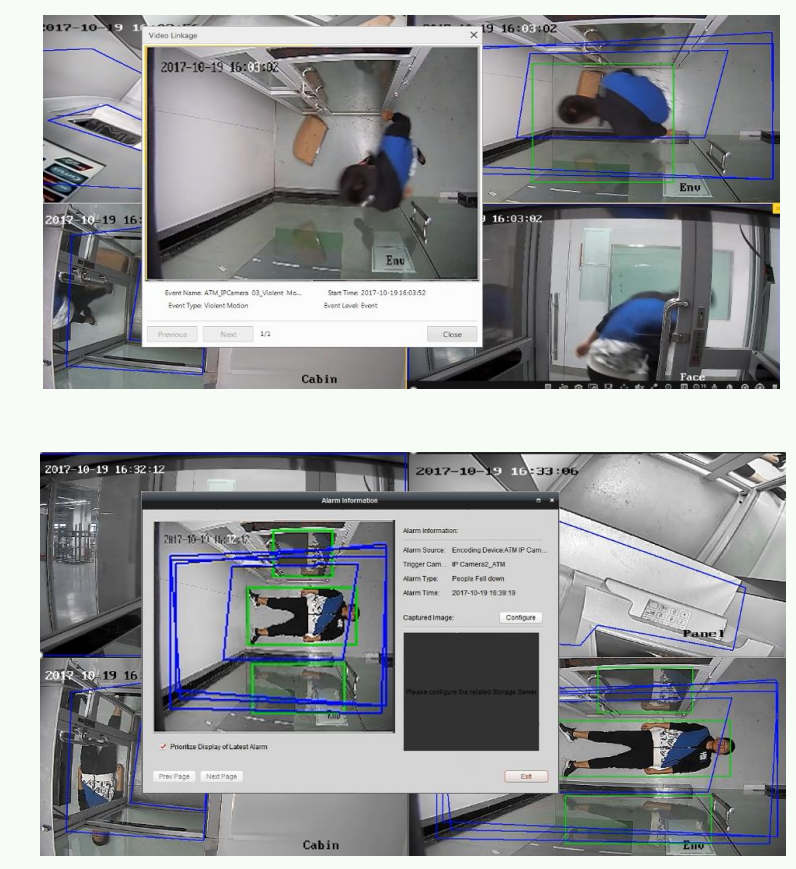 2017-10-19 16:03:02
Video Linkage
2017-10-19 16:03:02
Env
Event Name: ATM_IPCamera 03_Violent Mo...
Start Time: 2017-10-19 16:03:52
Event Type: Violent Motion
Event Level: Event
Previous
Next
1/1
Close
Env
2017-10-19 16:
16:03:02
Cabin
Face
2017-10-19 16:32:12
2017-10-19 16:33:06
Alarm Information
2017-10-19 16:32:12
Env
Alarm Information:
Alarm Source: Encoding Device:ATM IP Cam...
Trigger Cam... IP Camera2_ATM
Alarm Type: People Fall down
Alarm Time: 2017-10-19 16:39:19
Captured Image:
Configure
Please configure the related Storage Server
Prioritize Display of Latest Alarm
Prev Page
Next Page
Exit
Panel
2017-10-19 16
Cabin
Env